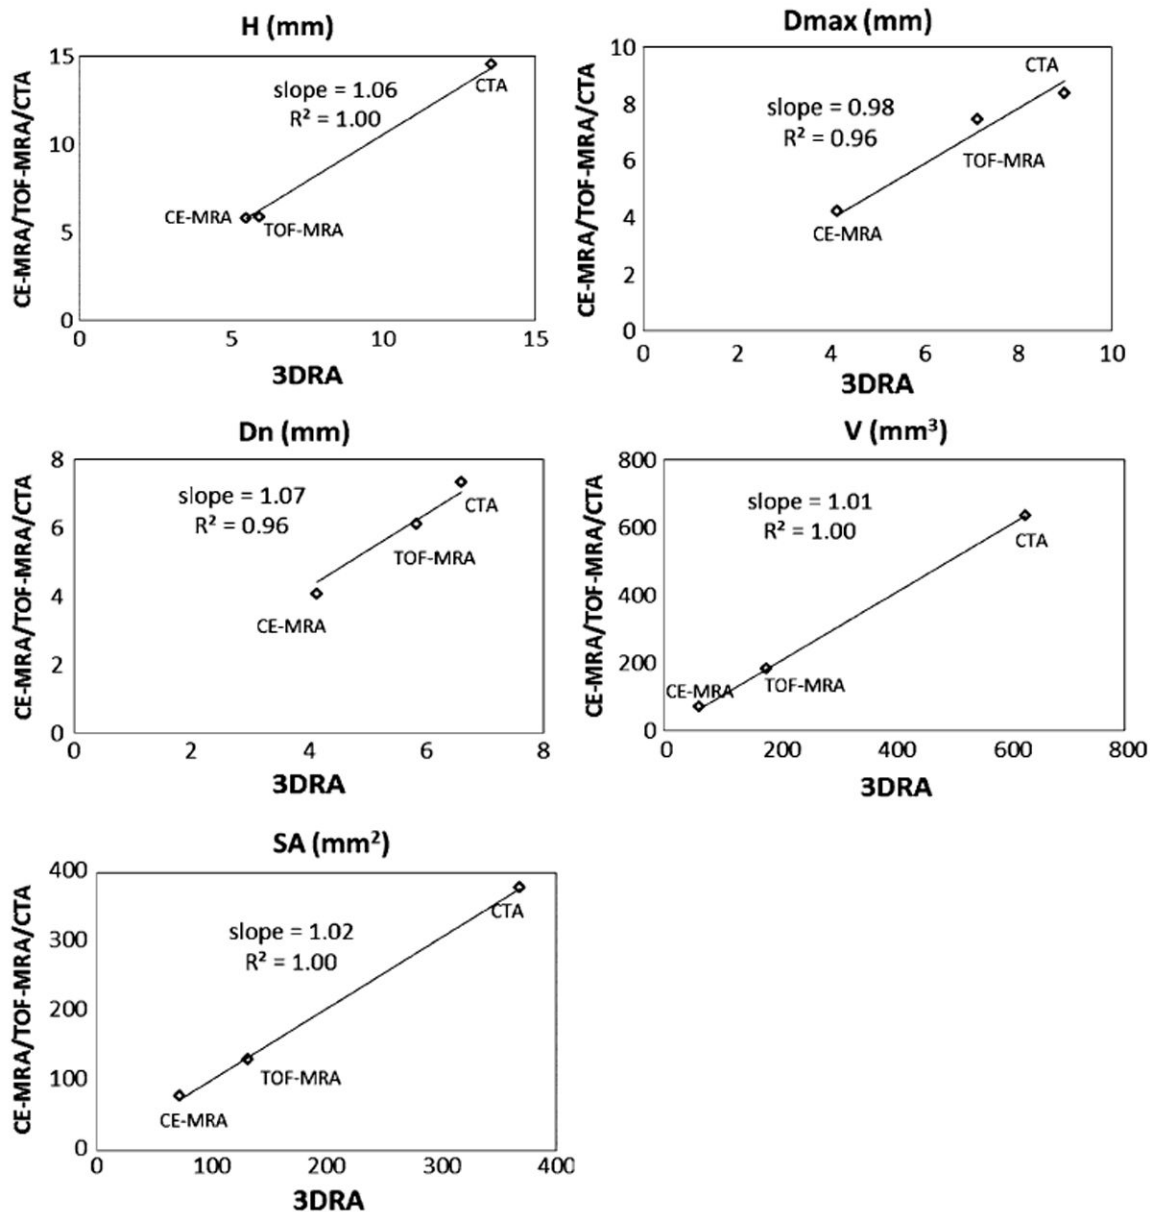 H (mm)
CE-MRA/TOF-MRA/CTA
15
10
5
0
slope = 1.06
R² = 1.00
CTA
CE-MRA
TOF-MRA
0 5 10 15
3DRA
Dmax (mm)
CE-MRA/TOF-MRA/CTA
10
8
6
4
2
0
slope = 0.98
R² = 0.96
CTA
TOF-MRA
CE-MRA
0 2 4 6 8 10
3DRA
Dn (mm)
CE-MRA/TOF-MRA/CTA
8
6
4
2
0
slope = 1.07
R² = 0.96
CTA
TOF-MRA
CE-MRA
0 2 4 6 8
3DRA
V (mm³)
CE-MRA/TOF-MRA/CTA
800
600
400
200
0
slope = 1.01
R² = 1.00
CTA
CE-MRA
TOF-MRA
0 200 400 600 800
3DRA
SA (mm²)
CE-MRA/TOF-MRA/CTA
400
300
200
100
0
slope = 1.02
R² = 1.00
CTA
TOF-MRA
CE-MRA
0 100 200 300 400
3DRA